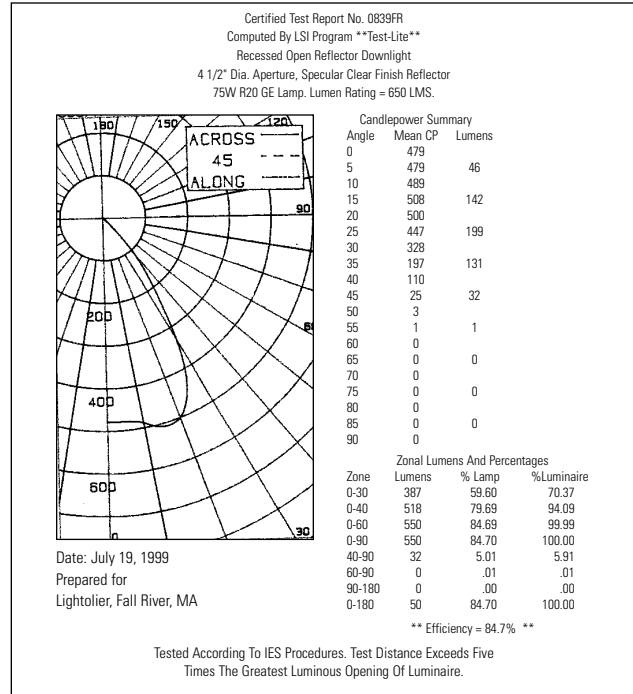 Certified Test Report No. 0839FR
Computed By LSI Program **Test-Lite**
Recessed Open Reflector Downlight
4 1/2" Dia. Aperture, Specular Clear Finish Reflector
75W R20 GE Lamp. Lumen Rating = 650 LMS.
180 150 120
ACROSS
45
ALONG
90
200
400
600
0
30
Candlepower Summary
Angle Mean CP Lumens
0 479
5 479 46
10 489
15 508 142
20 500
25 447 199
30 328
35 197 131
40 110
45 25 32
50 3
55 1 1
60 0
65 0 0
70 0
75 0 0
80 0
85 0 0
90 0
Zonal Lumens And Percentages
Zone Lumens % Lamp %Luminaire
0-30 387 59.60 70.37
0-40 518 79.69 94.09
0-60 550 84.69 99.99
0-90 550 84.70 100.00
40-90 32 5.01 5.91
60-90 0 .01 .01
90-180 0 .00 .00
0-180 50 84.70 100.00
** Efficiency = 84.7% **
Date: July 19, 1999
Prepared for
Lightolier, Fall River, MA
Tested According To IES Procedures. Test Distance Exceeds Five
Times The Greatest Luminous Opening Of Luminaire.